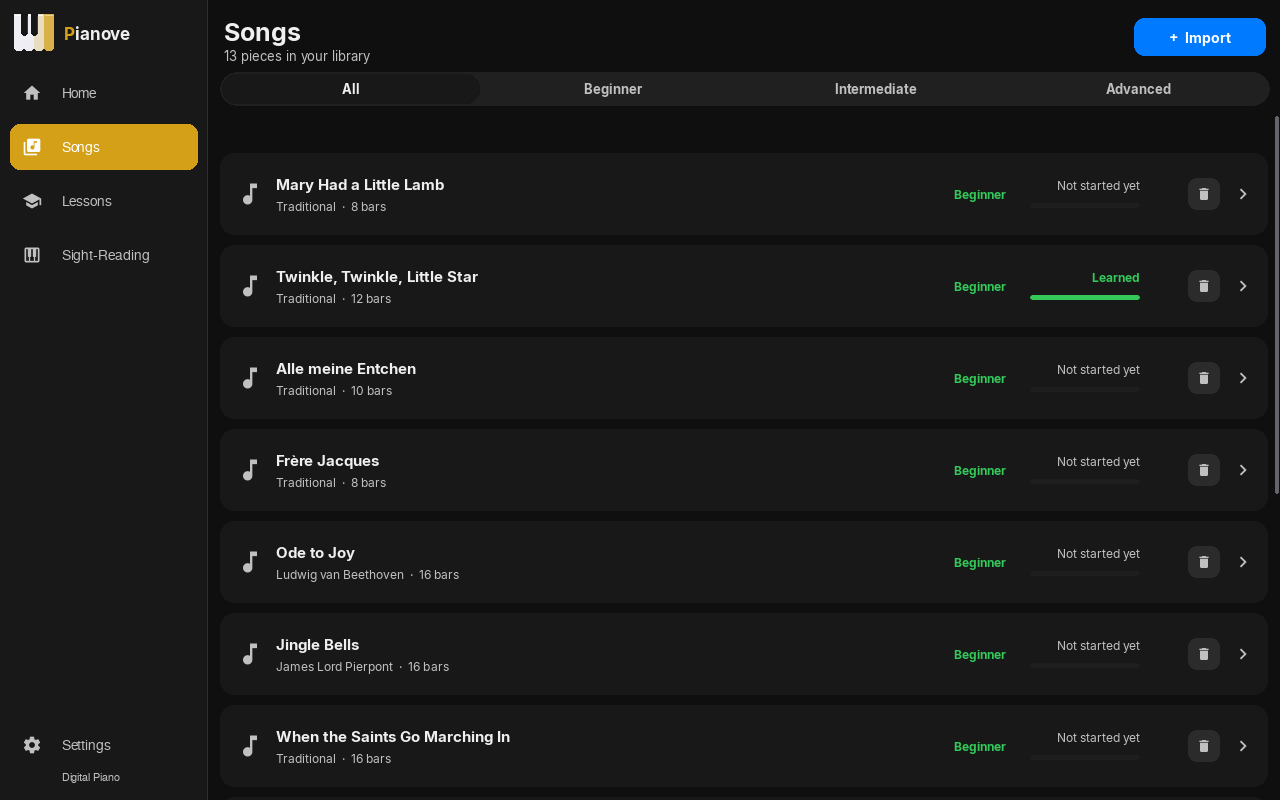 Pianove
Home
Songs
Lessons
Sight-Reading
Settings
Digital Piano
Songs
13 pieces in your library
+ Import
All
Beginner
Intermediate
Advanced
Mary Had a Little Lamb
Traditional · 8 bars
Beginner
Not started yet
Twinkle, Twinkle, Little Star
Traditional · 12 bars
Beginner
Learned
Alle meine Entchen
Traditional · 10 bars
Beginner
Not started yet
Frère Jacques
Traditional · 8 bars
Beginner
Not started yet
Ode to Joy
Ludwig van Beethoven · 16 bars
Beginner
Not started yet
Jingle Bells
James Lord Pierpont · 16 bars
Beginner
Not started yet
When the Saints Go Marching In
Traditional · 16 bars
Beginner
Not started yet